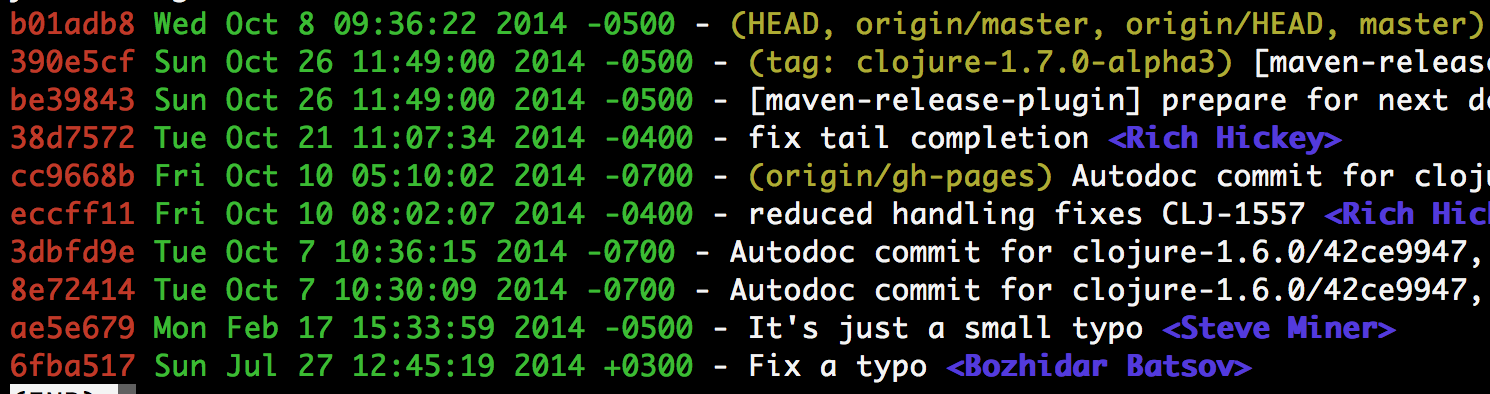 b01adb8 Wed Oct 8 09:36:22 2014 -0500 - (HEAD, origin/master, origin/HEAD, master)
390e5cf Sun Oct 26 11:49:00 2014 -0500 - (tag: clojure-1.7.0-alpha3) [maven-release
be39843 Sun Oct 26 11:49:00 2014 -0500 - [maven-release-plugin] prepare for next
38d7572 Tue Oct 21 11:07:34 2014 -0400 - fix tail completion <Rich Hickey>
cc9668b Fri Oct 10 05:10:02 2014 -0700 - (origin/gh-pages) Autodoc commit for cloj
eccff11 Fri Oct 10 08:02:07 2014 -0400 - reduced handling fixes CLJ-1557 <Rich Hic
3dbfd9e Tue Oct 7 10:36:15 2014 -0700 - Autodoc commit for clojure-1.6.0/42ce9947,
8e72414 Tue Oct 7 10:30:09 2014 -0700 - Autodoc commit for clojure-1.6.0/42ce9947,
ae5e679 Mon Feb 17 15:33:59 2014 -0500 - It's just a small typo <Steve Miner>
6fba517 Sun Jul 27 12:45:19 2014 +0300 - Fix a typo <Bozhidar Batsov>